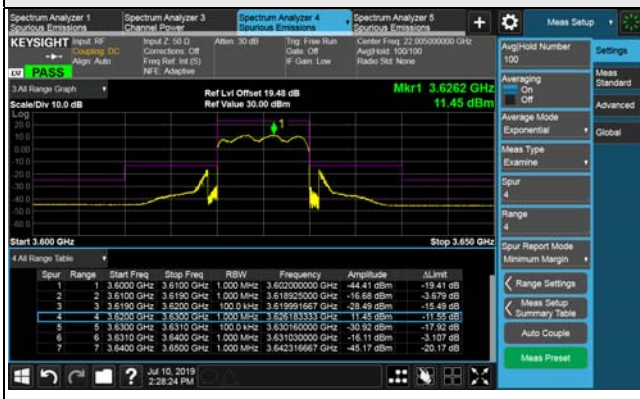 Spectrum Analyzer 1 Spurious Emissions
Spectrum Analyzer 3 Channel Power
Spectrum Analyzer 4 Spurious Emissions
Spectrum Analyzer 5 Spurious Emissions
+
Meas Setup
KEYSIGHT
Input: RF
Coupling: DC
Align: Auto
Input Z: 50 Ω
Corrections: Off
Freq Ref: Int (S)
NFE: Adaptive
Atten: 30 dB
Trig: Free Run
Gate: Off
IF Gain: Low
Center Freq: 22.005000000 GHz
Avg|Hold: 100/100
Radio Std: None
PASS
3 All Range Graph
Scale/Div 10.0 dB
Ref Lvl Offset 19.48 dB
Ref Value 30.00 dBm
Mkr1 3.6262 GHz
11.45 dBm
Log
20.0
10.0
0.00
-10.0
-20.0
-30.0
-40.0
-50.0
-60.0
1
Start 3.600 GHz
Stop 3.650 GHz
4 All Range Table
Spur Range Start Freq Stop Freq RBW Frequency Amplitude ΔLimit
1 1 3.6000 GHz 3.6100 GHz 1.000 MHz 3.602000000 GHz -44.41 dBm -19.41 dB
2 2 3.6100 GHz 3.6190 GHz 1.000 MHz 3.618925000 GHz -16.68 dBm -3.679 dB
3 3 3.6190 GHz 3.6200 GHz 100.0 kHz 3.619991667 GHz -28.49 dBm -15.49 dB
4 4 3.6200 GHz 3.6300 GHz 1.000 MHz 3.626183333 GHz 11.45 dBm -11.55 dB
5 5 3.6300 GHz 3.6310 GHz 100.0 kHz 3.630160000 GHz -30.92 dBm -17.92 dB
6 6 3.6310 GHz 3.6400 GHz 1.000 MHz 3.631030000 GHz -16.11 dBm -3.107 dB
7 7 3.6400 GHz 3.6500 GHz 1.000 MHz 3.642316667 GHz -45.17 dBm -20.17 dB
Avg|Hold Number
100
Averaging
On
Off
Average Mode
Exponential
Meas Type
Examine
Spur
4
Range
4
Spur Report Mode
Minimum Margin
Range Settings
Meas Setup
Summary Table
Auto Couple
Meas Preset
Settings
Meas Standard
Advanced
Global
?
Jul 10, 2019
2:28:24 PM